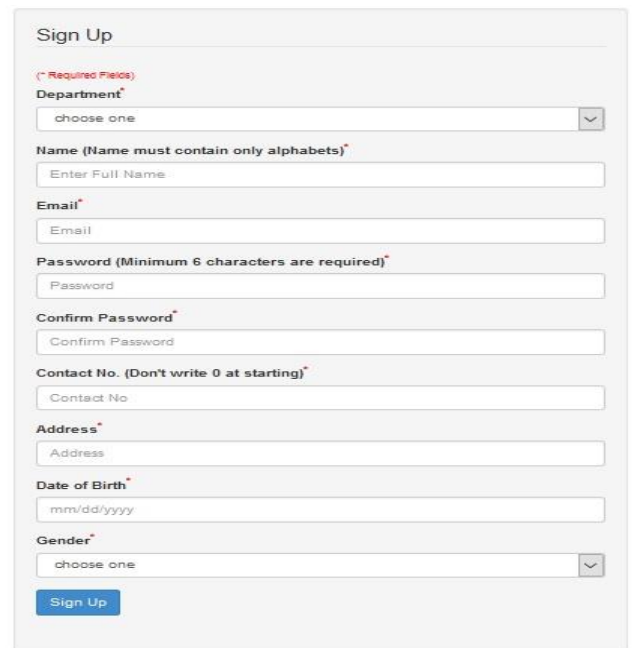 Sign Up
(* Required Fields)
Department*
choose one
Name (Name must contain only alphabets)*
Enter Full Name
Email*
Email
Password (Minimum 6 characters are required)*
Password
Confirm Password*
Confirm Password
Contact No. (Don't write 0 at starting)*
Contact No
Address*
Address
Date of Birth*
mm/dd/yyyy
Gender*
choose one
Sign Up